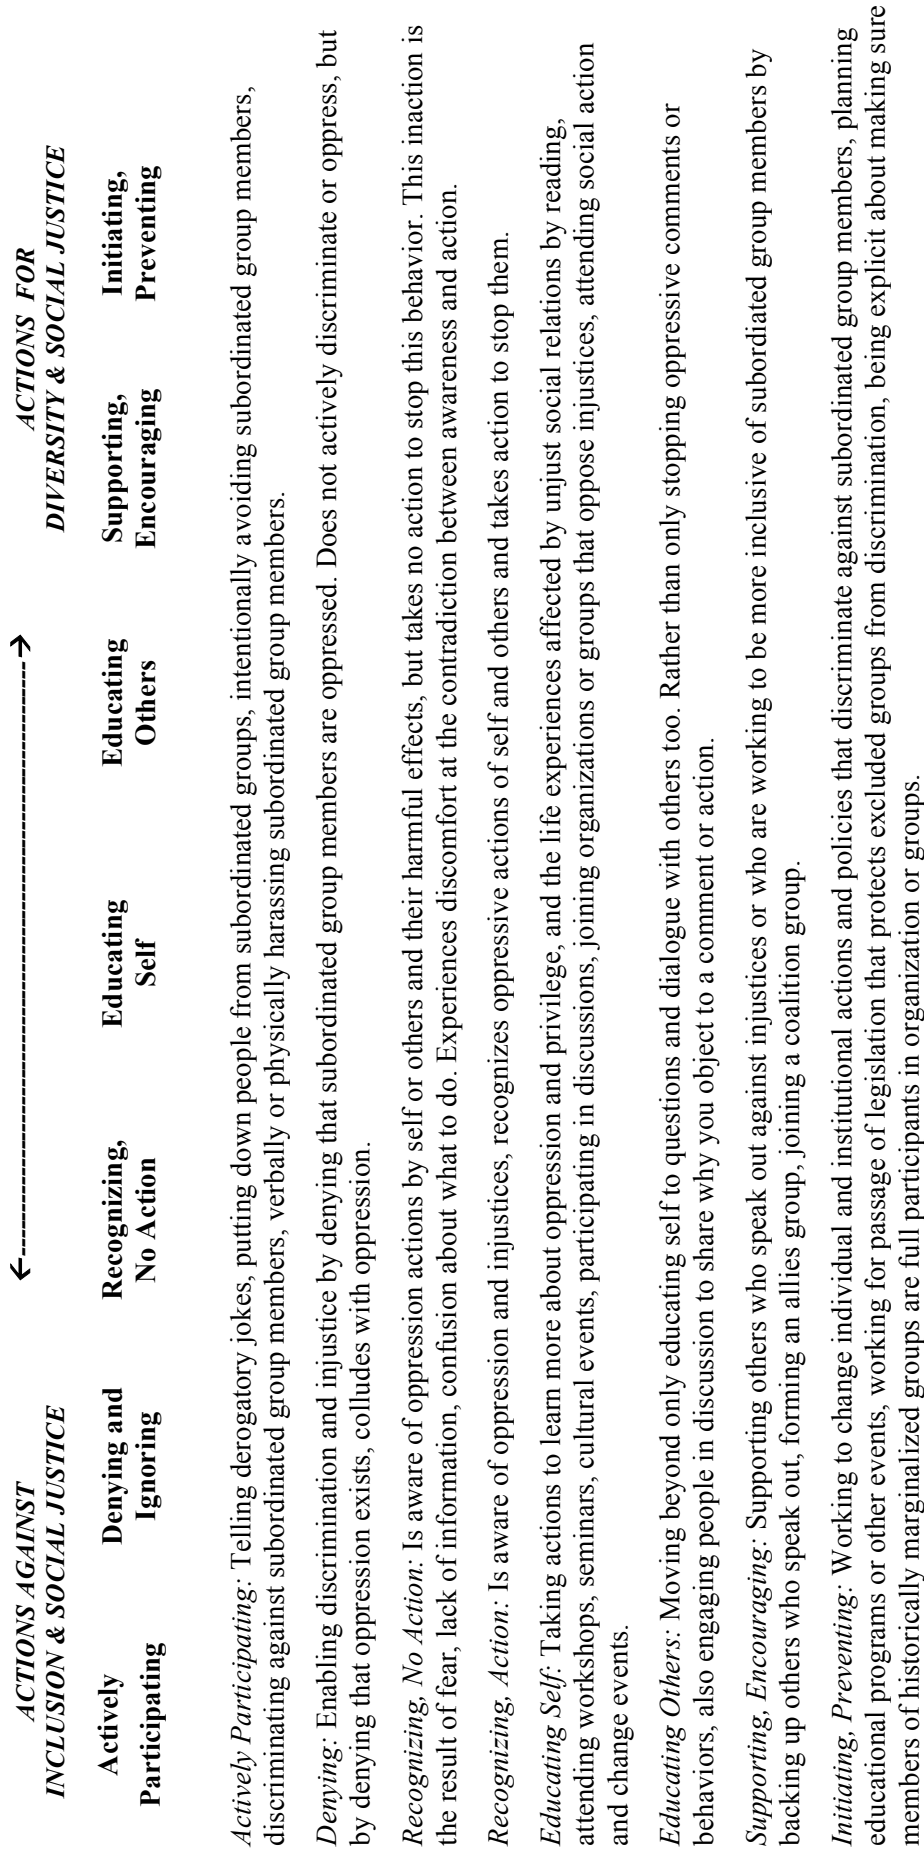 ACTIONS AGAINST
INCLUSION & SOCIAL JUSTICE
<----------------------------------------------------------------------->
ACTIONS FOR
DIVERSITY & SOCIAL JUSTICE
Actively
Participating
Denying and
Ignoring
Recognizing,
No Action
Educating
Self
Educating
Others
Supporting,
Encouraging
Initiating,
Preventing
Actively Participating: Telling derogatory jokes, putting down people from subordinated groups, intentionally avoiding subordinated group members,
discriminating against subordinated group members, verbally or physically harassing subordinated group members.
Denying: Enabling discrimination and injustice by denying that subordinated group members are oppressed. Does not actively discriminate or oppress, but
by denying that oppression exists, colludes with oppression.
Recognizing, No Action: Is aware of oppression actions by self or others and their harmful effects, but takes no action to stop this behavior. This inaction is
the result of fear, lack of information, confusion about what to do. Experiences discomfort at the contradiction between awareness and action.
Recognizing, Action: Is aware of oppression and injustices, recognizes oppressive actions of self and others and takes action to stop them.
Educating Self: Taking actions to learn more about oppression and privilege, and the life experiences affected by unjust social relations by reading,
attending workshops, seminars, cultural events, participating in discussions, joining organizations or groups that oppose injustices, attending social action
and change events.
Educating Others: Moving beyond only educating self to questions and dialogue with others too. Rather than only stopping oppressive comments or
behaviors, also engaging people in discussion to share why you object to a comment or action.
Supporting, Encouraging: Supporting others who speak out against injustices or who are working to be more inclusive of subordiated group members by
backing up others who speak out, forming an allies group, joining a coalition group.
Initiating, Preventing: Working to change individual and institutional actions and policies that discriminate against subordinated group members, planning
educational programs or other events, working for passage of legislation that protects excluded groups from discrimination, being explicit about making sure
members of historically marginalized groups are full participants in organization or groups.